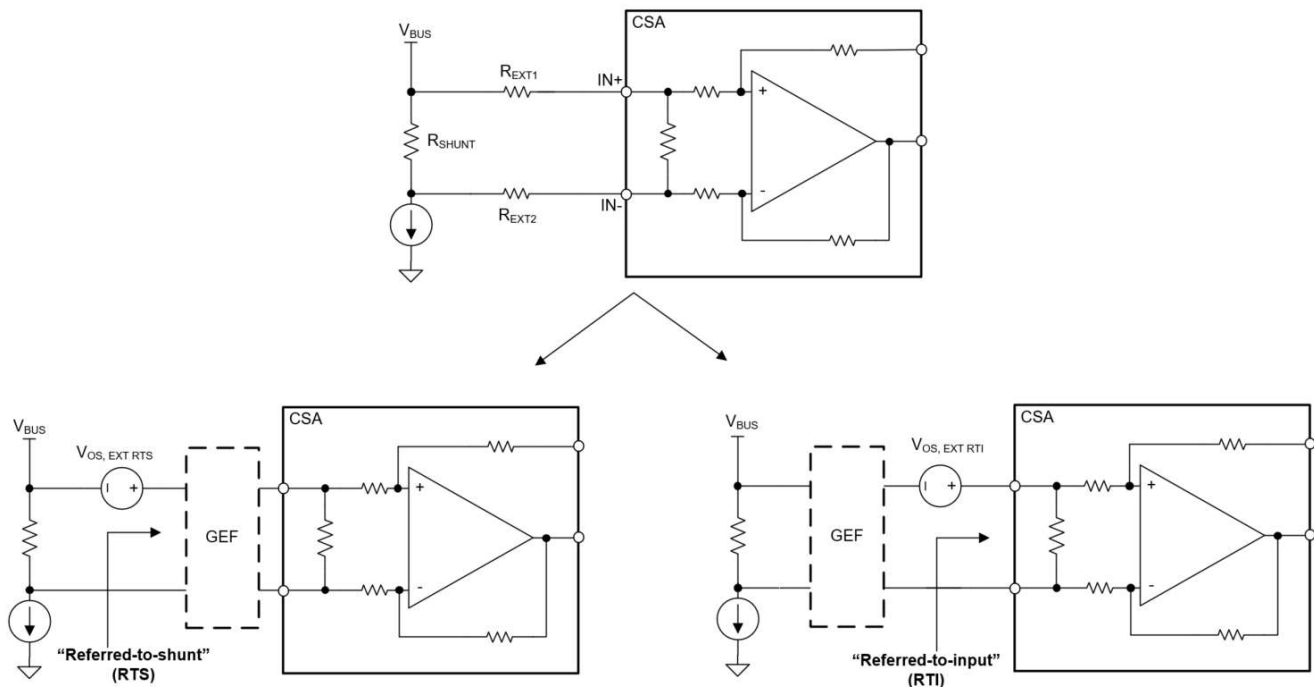 CSA
VBUS
REXT1
IN+
+
RSHUNT
-
REXT2
IN-
CSA
VBUS
VOS, EXT RTS
- +
GEF
+
-
“Referred-to-shunt”
(RTS)
CSA
VBUS
VOS, EXT RTI
- +
GEF
+
-
“Referred-to-input”
(RTI)